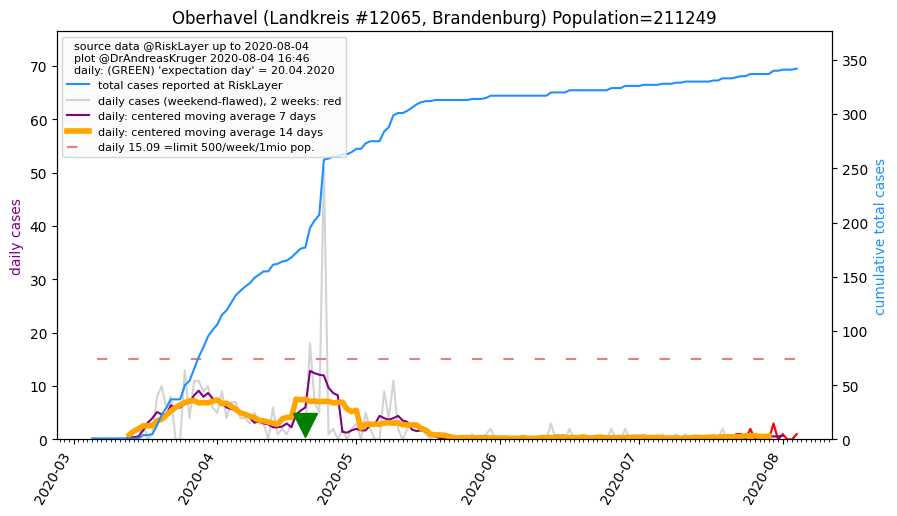 Oberhavel (Landkreis #12065, Brandenburg) Population=211249
source data @RiskLayer up to 2020-08-04
plot @DrAndreasKruger 2020-08-04 16:46
daily: (GREEN) 'expectation day' = 20.04.2020
total cases reported at RiskLayer
daily cases (weekend-flawed), 2 weeks: red
daily: centered moving average 7 days
daily: centered moving average 14 days
daily 15.09 =limit 500/week/1mio pop.
daily cases
70
60
50
40
30
20
10
0
350
300
250
200
150
100
50
0
cumulative total cases
2020-03
2020-04
2020-05
2020-06
2020-07
2020-08